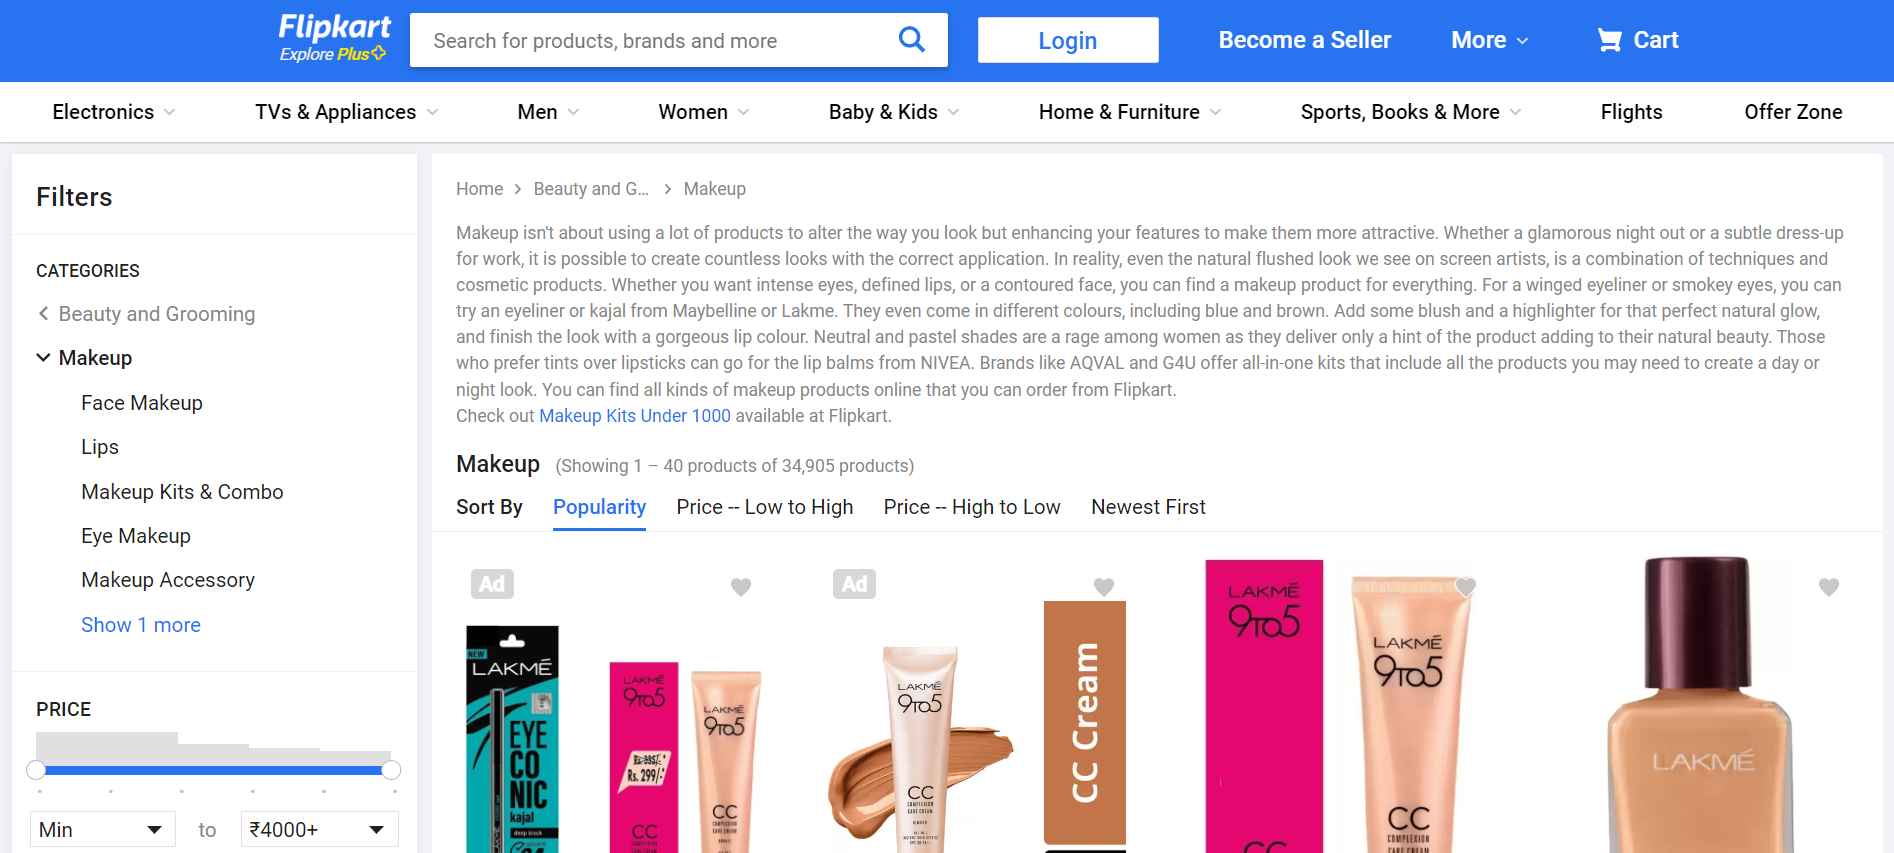 Flipkart
Explore Plus
Search for products, brands and more
Login
Become a Seller
More
Cart
Electronics
TVs & Appliances
Men
Women
Baby & Kids
Home & Furniture
Sports, Books & More
Flights
Offer Zone
Filters
CATEGORIES
Beauty and Grooming
Makeup
Face Makeup
Lips
Makeup Kits & Combo
Eye Makeup
Makeup Accessory
Show 1 more
PRICE
Min
to
₹4000+
Home
Beauty and G...
Makeup
Makeup isn't about using a lot of products to alter the way you look but enhancing your features to make them more attractive. Whether a glamorous night out or a subtle dress-up
for work, it is possible to create countless looks with the correct application. In reality, even the natural flushed look we see on screen artists, is a combination of techniques and
cosmetic products. Whether you want intense eyes, defined lips, or a contoured face, you can find a makeup product for everything. For a winged eyeliner or smokey eyes, you can
try an eyeliner or kajal from Maybelline or Lakme. They even come in different colours, including blue and brown. Add some blush and a highlighter for that perfect natural glow,
and finish the look with a gorgeous lip colour. Neutral and pastel shades are a rage among women as they deliver only a hint of the product adding to their natural beauty. Those
who prefer tints over lipsticks can go for the lip balms from NIVEA. Brands like AQVAL and G4U offer all-in-one kits that include all the products you may need to create a day or
night look. You can find all kinds of makeup products online that you can order from Flipkart.
Check out Makeup Kits Under 1000 available at Flipkart.
Makeup (Showing 1 – 40 products of 34,905 products)
Sort By
Popularity
Price -- Low to High
Price -- High to Low
Newest First
Ad
NEW
LAKMÉ
EYE
CO
NIC
kajal
deep black
LAKMÉ
9TO5
Rs. 299/-
CC
LAKMÉ
9TO5
CC
COMPLEXION
CARE CREAM
Ad
LAKMÉ
9TO5
CC
COMPLEXION
CARE CREAM
CC Cream
LAKMÉ
9TO5
CC
LAKMÉ
9TO5
CC
COMPLEXION
CARE CREAM
LAKMÉ